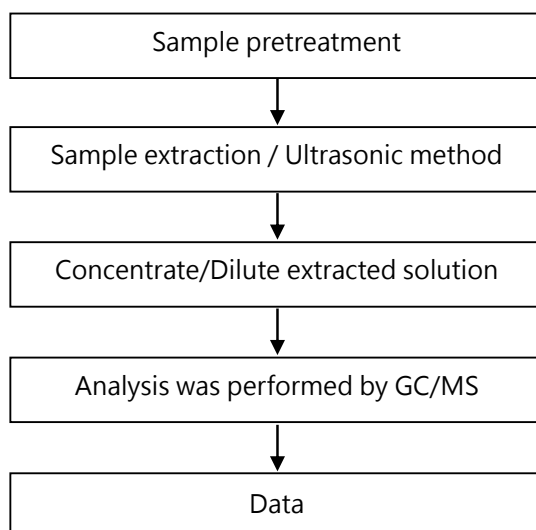 Sample pretreatment
Sample extraction / Ultrasonic method
Concentrate/Dilute extracted solution
Analysis was performed by GC/MS
Data